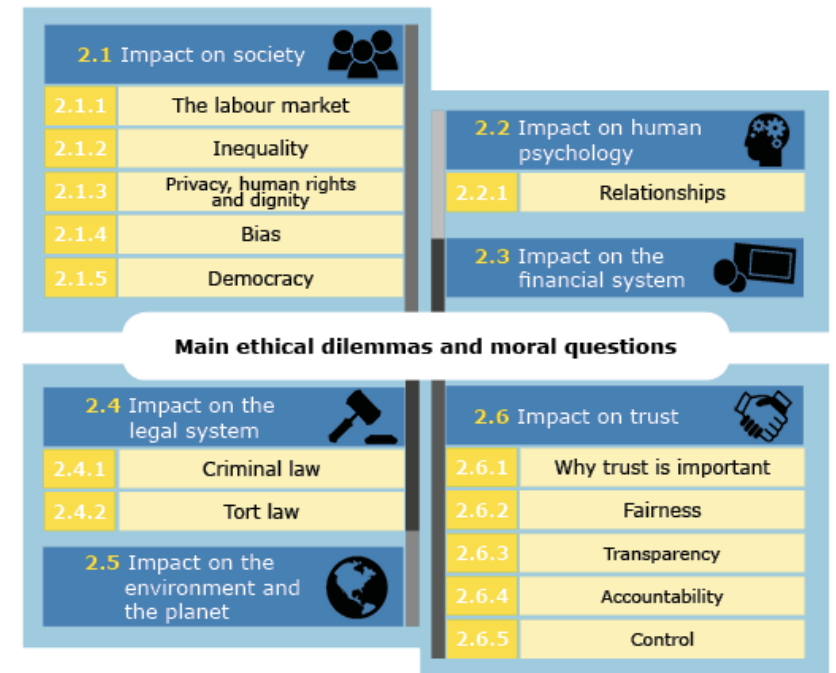 2.1 Impact on society
2.1.1 The labour market
2.1.2 Inequality
2.1.3 Privacy, human rights
and dignity
2.1.4 Bias
2.1.5 Democracy
2.2 Impact on human
psychology
2.2.1 Relationships
2.3 Impact on the
financial system
Main ethical dilemmas and moral questions
2.4 Impact on the
legal system
2.4.1 Criminal law
2.4.2 Tort law
2.5 Impact on the
environment and
the planet
2.6 Impact on trust
2.6.1 Why trust is important
2.6.2 Fairness
2.6.3 Transparency
2.6.4 Accountability
2.6.5 Control